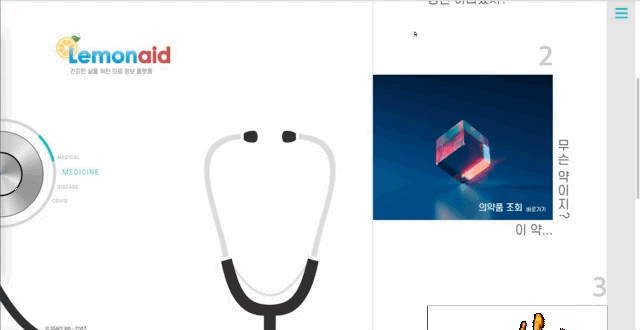 Lemonaid
건강한 삶을 위한 의료 정보 플랫폼
MEDICAL
MEDICINE
DISEASE
COVID
2
의약품 조회 바로가기
무슨 약이지?
이 약...
3